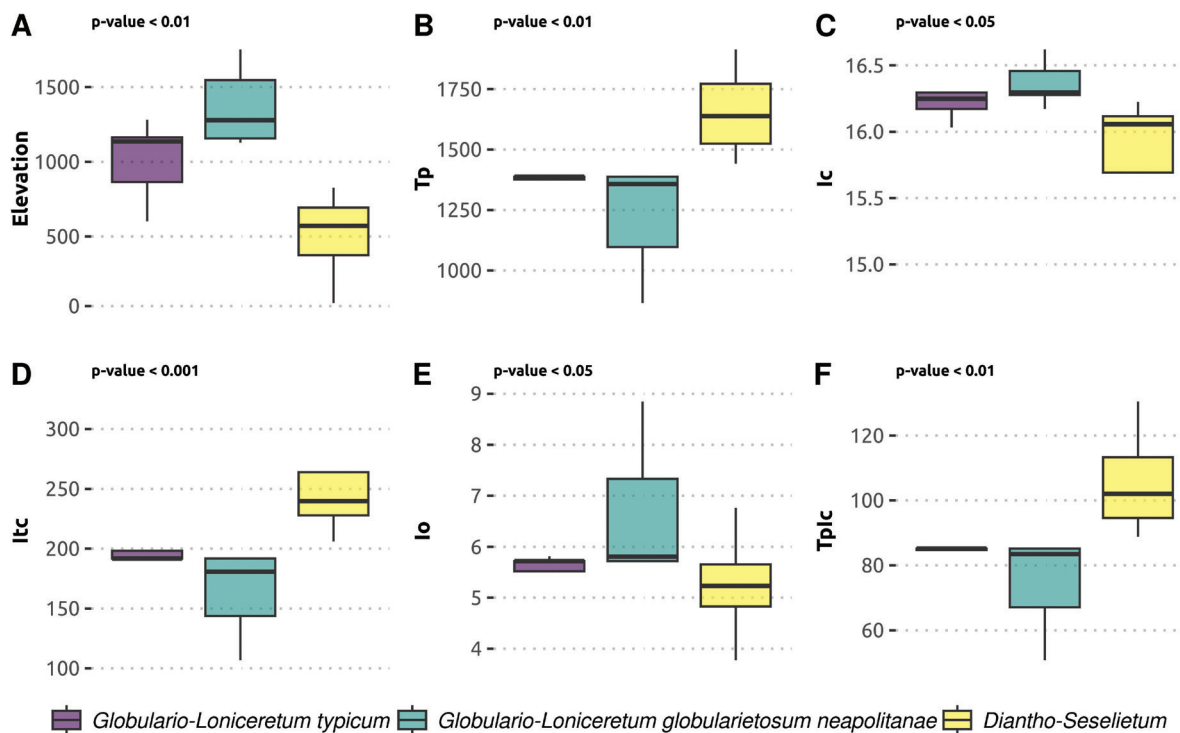 A p-value < 0.01
Elevation
1500
1000
500
0
B p-value < 0.01
Tp
1750
1500
1250
1000
C p-value < 0.05
Ic
16.5
16.0
15.5
15.0
D p-value < 0.001
Itc
300
250
200
150
100
E p-value < 0.05
Io
9
8
7
6
5
4
F p-value < 0.01
TpIc
120
100
80
60
Globulario-Loniceretum typicum Globulario-Loniceretum globularietosum neapolitanae Diantho-Seselietum